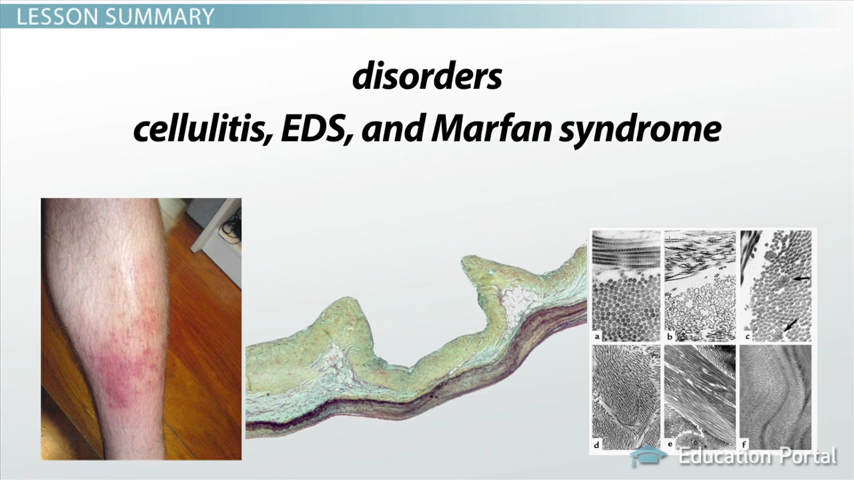 LESSON SUMMARY
disorders
cellulitis, EDS, and Marfan syndrome
a
b
c
d
e
f
Education Portal